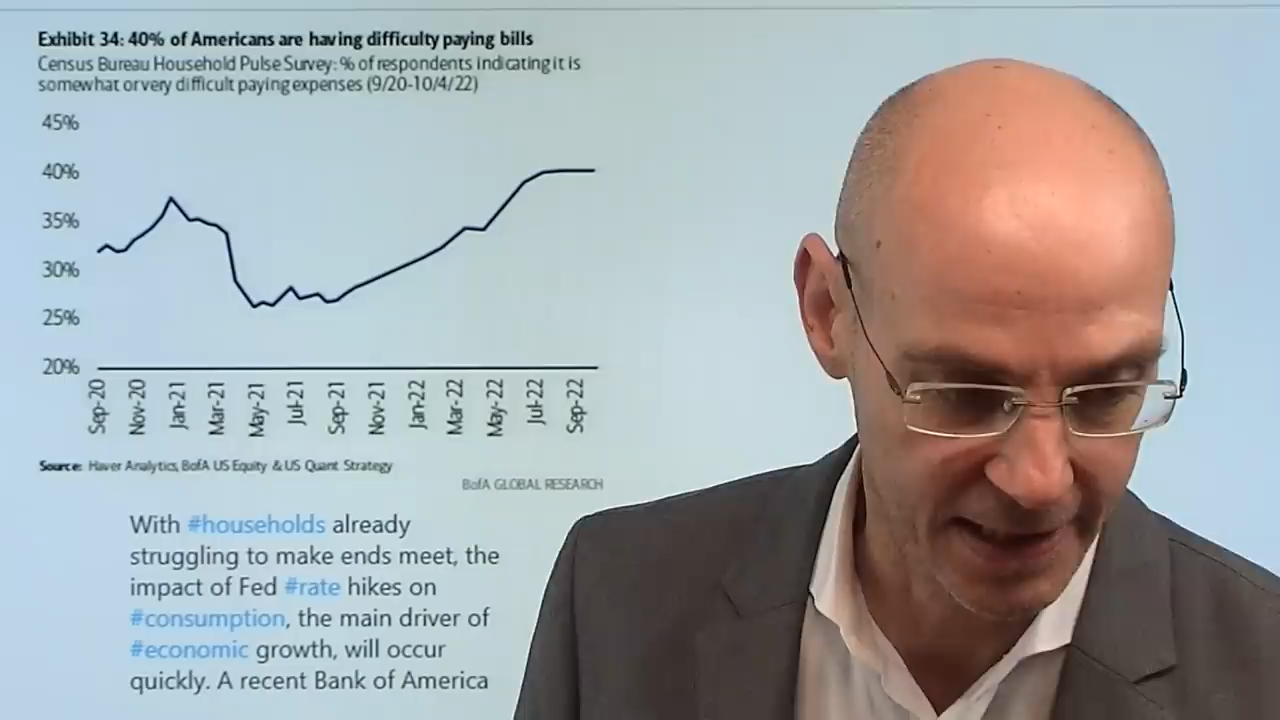 Exhibit 34: 40% of Americans are having difficulty paying bills
Census Bureau Household Pulse Survey: % of respondents indicating it is
somewhat or very difficult paying expenses (9/20-10/4/22)
45%
40%
35%
30%
25%
20%
Sep-20
Nov-20
Jan-21
Mar-21
May-21
Jul-21
Sep-21
Nov-21
Jan-22
Mar-22
May-22
Jul-22
Sep-22
Source: Haver Analytics, BofA US Equity & US Quant Strategy
BofA GLOBAL RESEARCH
With #households already
struggling to make ends meet, the
impact of Fed #rate hikes on
#consumption, the main driver of
#economic growth, will occur
quickly. A recent Bank of America